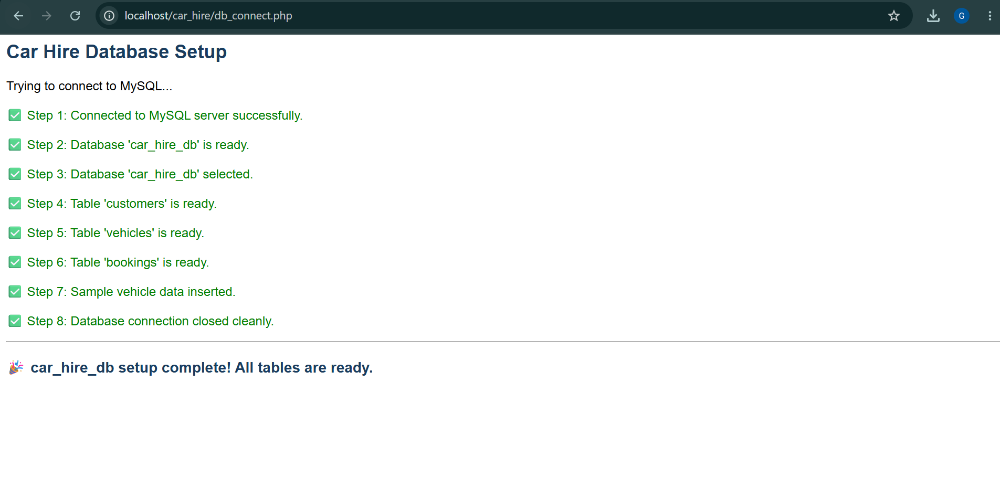 localhost/car_hire/db_connect.php
G
Car Hire Database Setup
Trying to connect to MySQL...
✅ Step 1: Connected to MySQL server successfully.
✅ Step 2: Database 'car_hire_db' is ready.
✅ Step 3: Database 'car_hire_db' selected.
✅ Step 4: Table 'customers' is ready.
✅ Step 5: Table 'vehicles' is ready.
✅ Step 6: Table 'bookings' is ready.
✅ Step 7: Sample vehicle data inserted.
✅ Step 8: Database connection closed cleanly.
🎉 car_hire_db setup complete! All tables are ready.